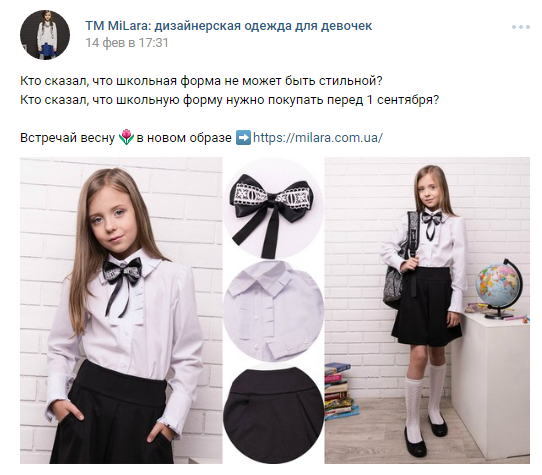 TM MiLara: дизайнерская одежда для девочек
14 фев в 17:31
Кто сказал, что школьная форма не может быть стильной?
Кто сказал, что школьную форму нужно покупать перед 1 сентября?
Встречай весну 🌷 в новом образе ➡ https://milara.com.ua/